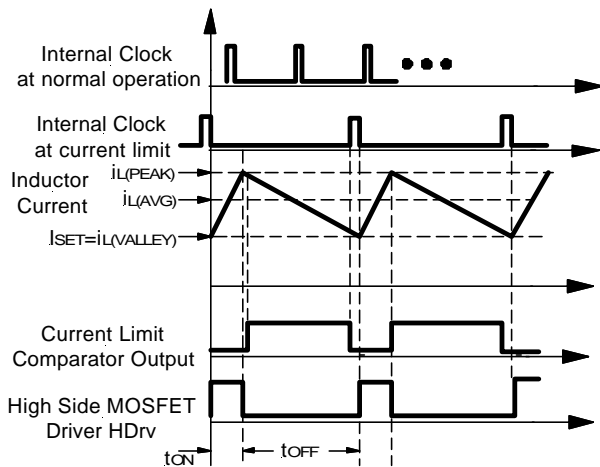 Internal Clock
at normal operation
Internal Clock
at current limit
iL(PEAK)
Inductor
Current
iL(AVG)
ISET=iL(VALLEY)
Current Limit
Comparator Output
High Side MOSFET
Driver HDrv
tON
tOFF